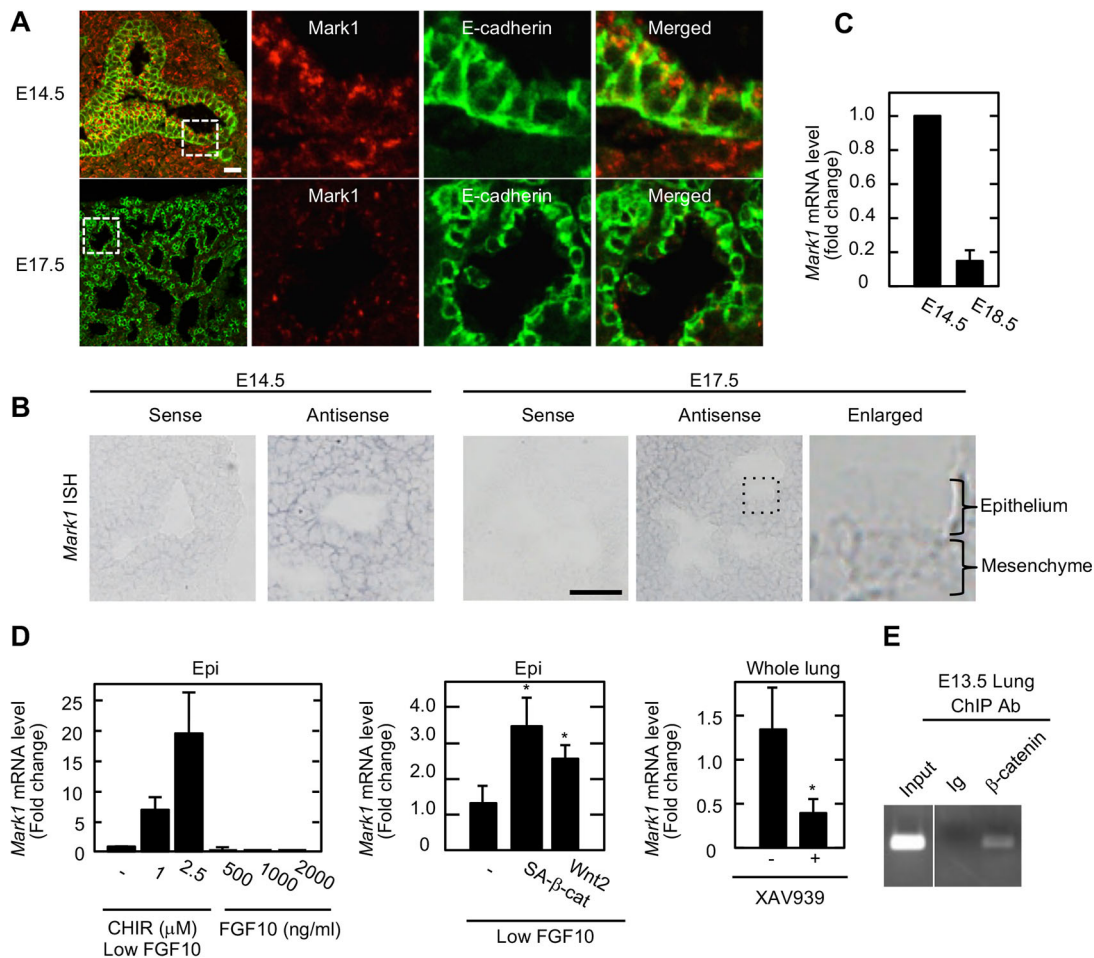 A
Mark1
E-cadherin
Merged
E14.5
Mark1
E-cadherin
Merged
E17.5
C
Mark1 mRNA level
(fold change)
1.0
0.8
0.6
0.4
0.2
0
E14.5
E18.5
B
E14.5
E17.5
Sense
Antisense
Sense
Antisense
Enlarged
Mark1 ISH
Epithelium
Mesenchyme
D
Epi
Mark1 mRNA level
(Fold change)
25
20
15
10
5
0
-
1
2.5
500
1000
2000
CHIR (μM)
Low FGF10
FGF10 (ng/ml)
Epi
Mark1 mRNA level
(Fold change)
4.0
3.0
2.0
1.0
0
*
*
-
SA-β-cat
Wnt2
Low FGF10
Whole lung
Mark1 mRNA level
(Fold change)
1.5
1.0
0.5
0
*
-
+
XAV939
E
E13.5 Lung
ChIP Ab
Input
Ig
β-catenin